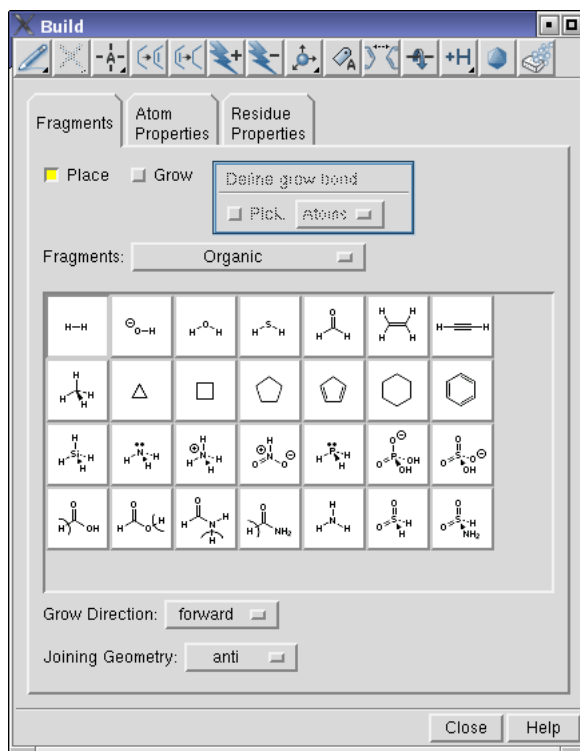 Build
A
+H
Fragments
Atom
Properties
Residue
Properties
Place
Grow
Define grow bond
Pick:
Atoms
Fragments:
Organic
Grow Direction:
forward
Joining Geometry:
anti
Close
Help